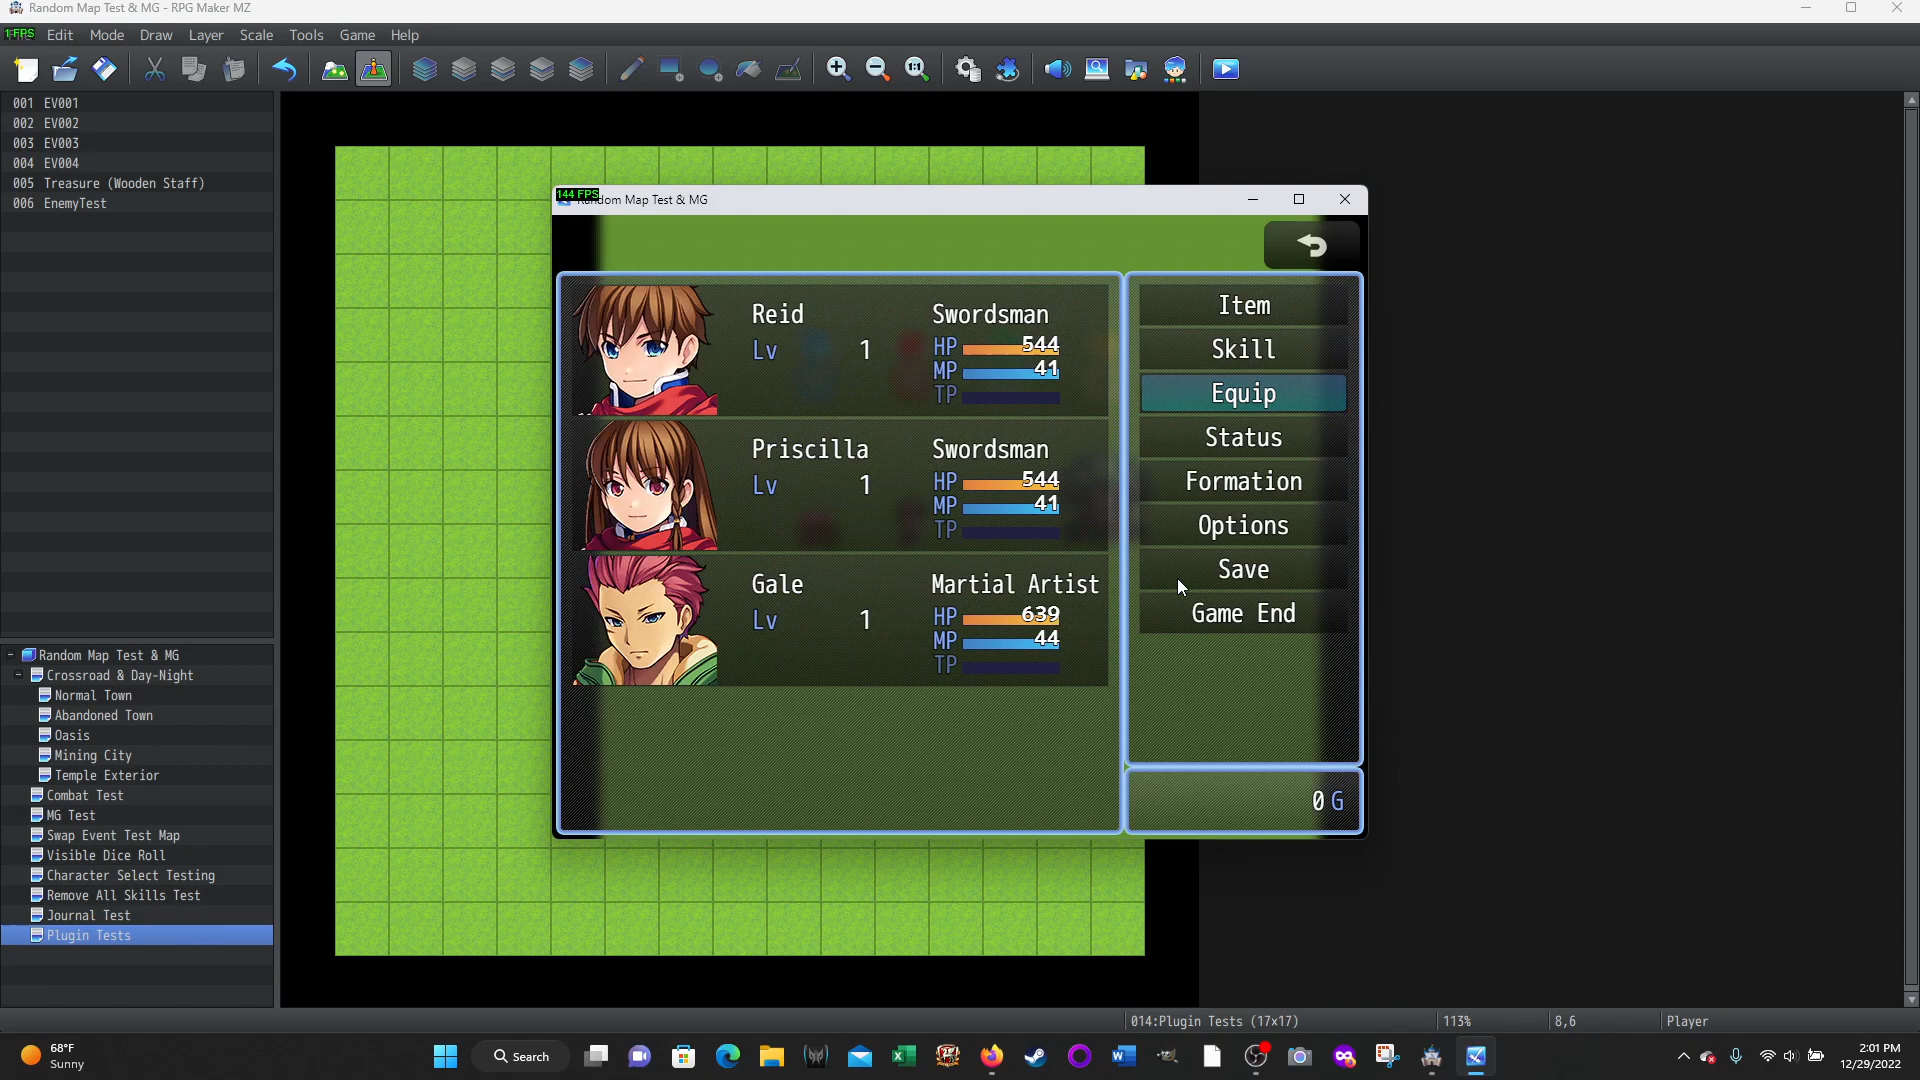 Random Map Test & MG - RPG Maker MZ
1 FPS
Edit Mode Draw Layer Scale Tools Game Help
001 EV001
002 EV002
003 EV003
004 EV004
005 Treasure (Wooden Staff)
006 EnemyTest
Random Map Test & MG
Crossroad & Day-Night
Normal Town
Abandoned Town
Oasis
Mining City
Temple Exterior
Combat Test
MG Test
Swap Event Test Map
Visible Dice Roll
Character Select Testing
Remove All Skills Test
Journal Test
Plugin Tests
144 FPS
Random Map Test & MG
Reid Swordsman
Lv 1 HP 544
MP 41
TP
Priscilla Swordsman
Lv 1 HP 544
MP 41
TP
Gale Martial Artist
Lv 1 HP 639
MP 44
TP
Item
Skill
Equip
Status
Formation
Options
Save
Game End
0 G
014:Plugin Tests (17x17) 113% 8,6 Player
68°F
Sunny
Search
2:01 PM
12/29/2022